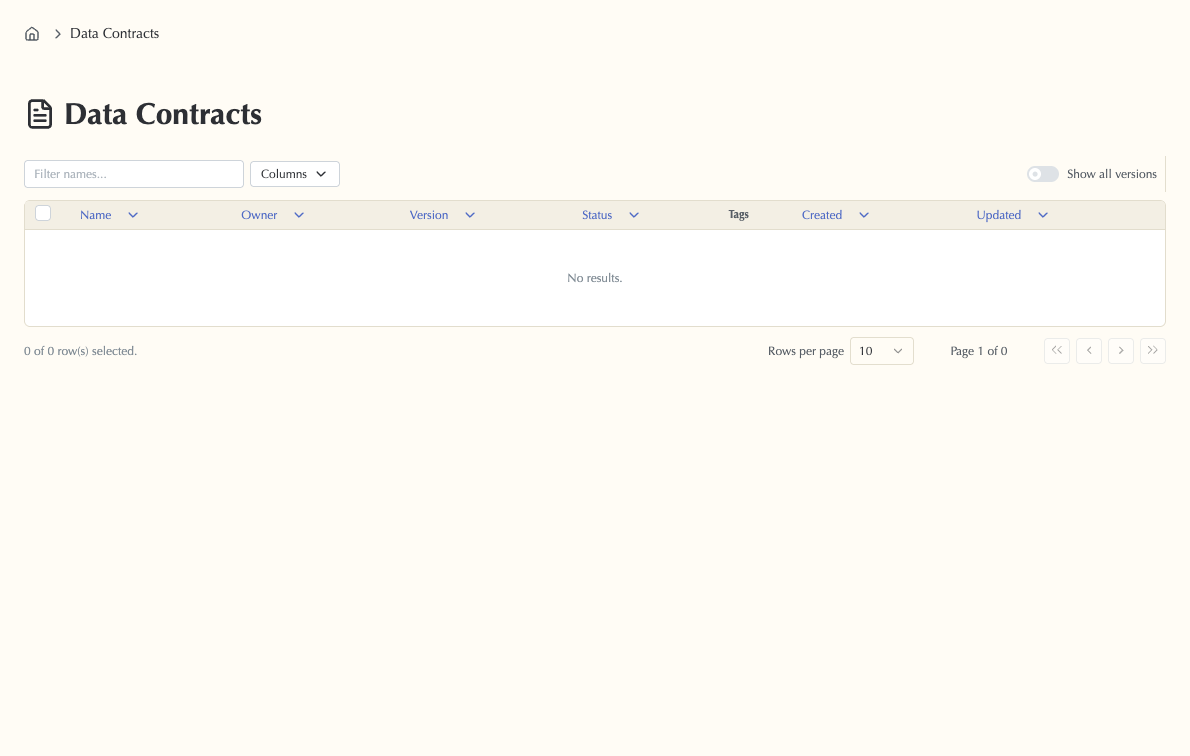 Data Contracts
Data Contracts
Filter names... Columns Show all versions
Name Owner Version Status Tags Created Updated
No results.
0 of 0 row(s) selected. Rows per page 10 Page 1 of 0